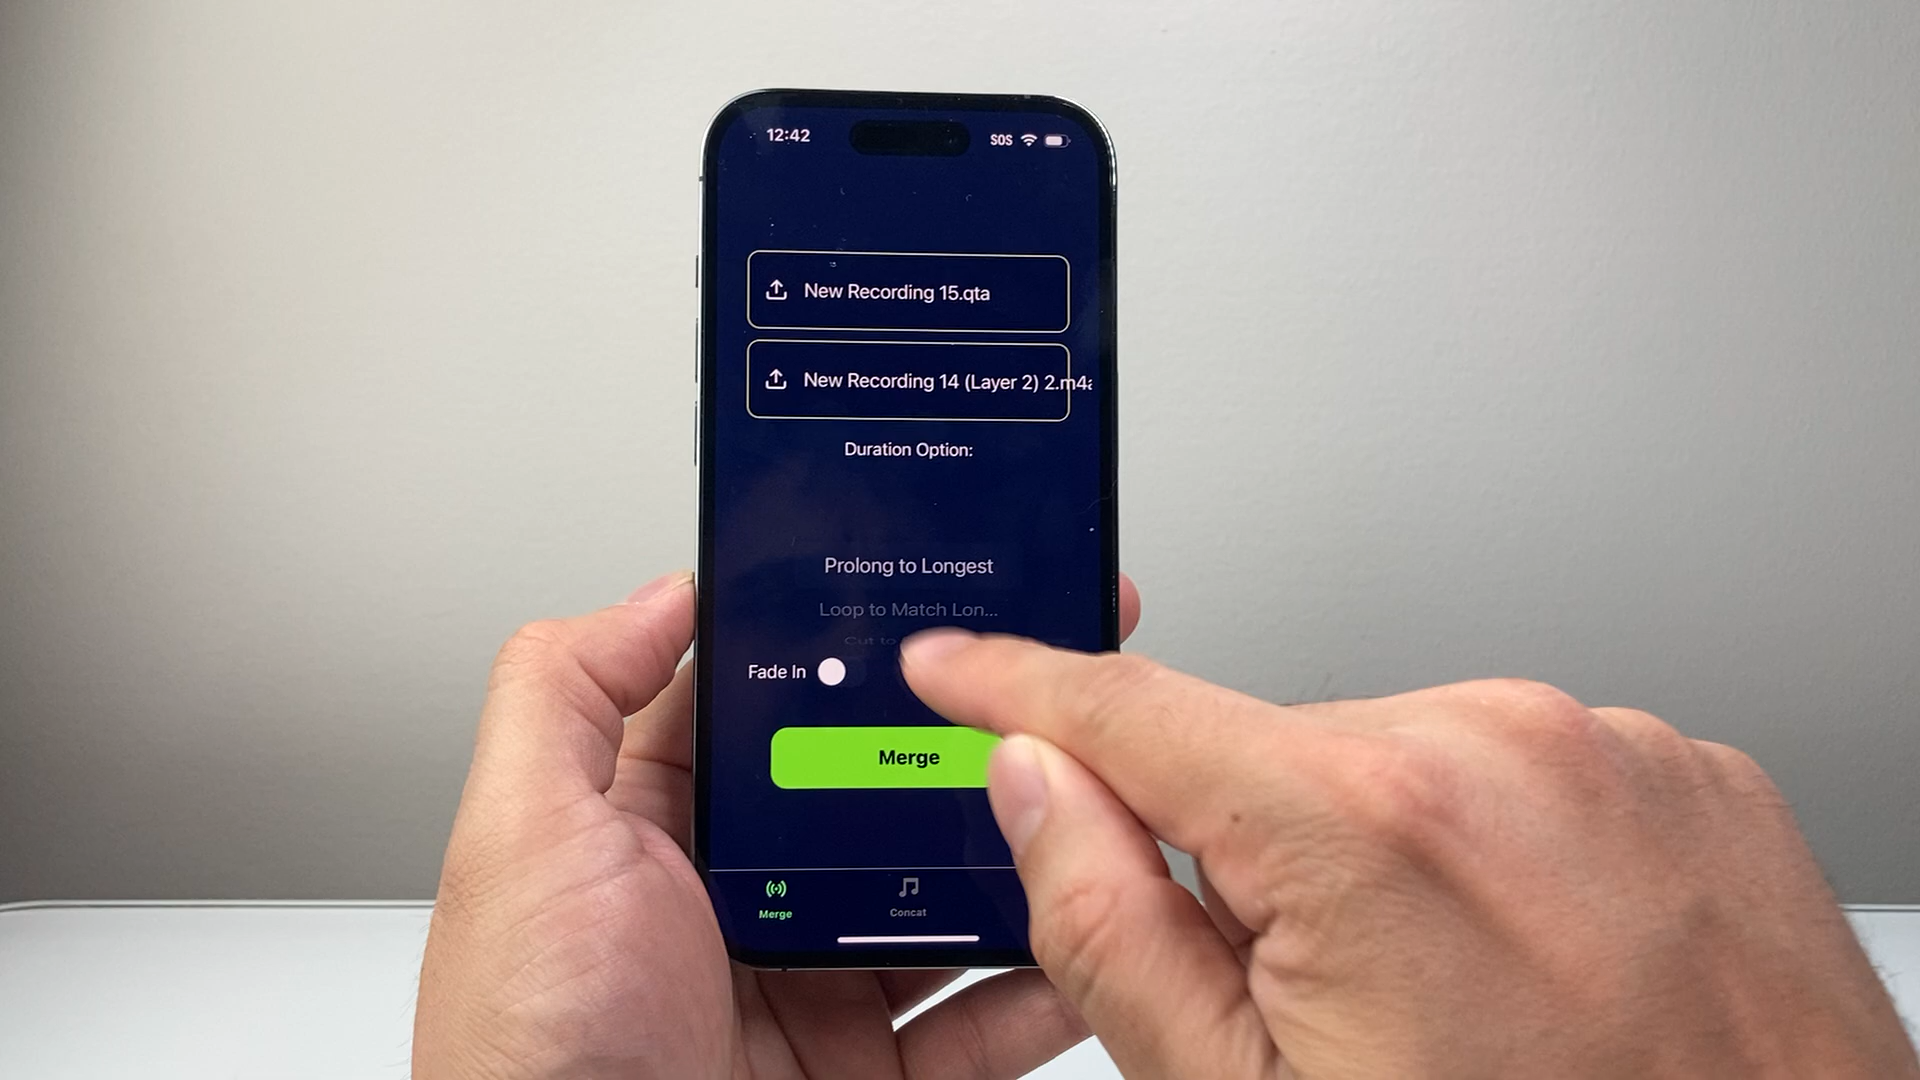 12:42
SOS
New Recording 15.qta
New Recording 14 (Layer 2) 2.m4a
Duration Option:
Prolong to Longest
Loop to Match Lon...
Cut to
Fade In
Merge
Merge
Concat